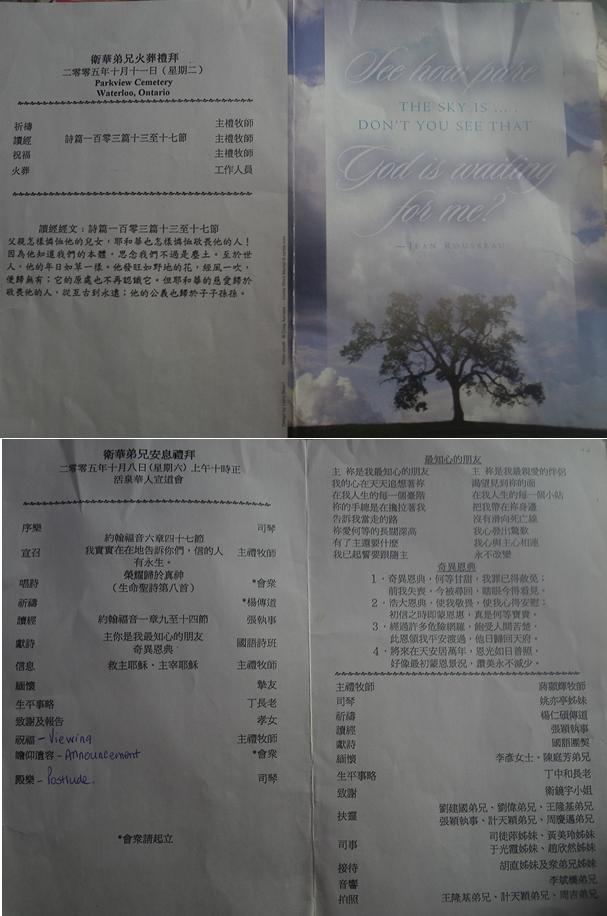 衛華弟兄火葬禮拜
二零零五年十月十一日（星期二）
Parkview Cemetery
Waterloo, Ontario
祈禱 主禮牧師
讀經 詩篇一百零三篇十三至十七節 主禮牧師
祝福 主禮牧師
火葬 工作人員
讀經經文：詩篇一百零三篇十三至十七節
父親怎樣憐恤他的兒女，耶和華也怎樣憐恤敬畏他的人！
因為他知道我們的本體，思念我們不過是塵土。至於世
人，他的年日如草一樣。他發旺如野地的花，經風一吹，
便歸無有；它的原處也不再認識它。但耶和華的慈愛歸於
敬畏他的人，從亙古到永遠；他的公義也歸於子子孫孫。
See how pure
THE SKY IS ....
DON'T YOU SEE THAT
God is waiting
for me?
—JEAN ROUSSEAU
衛華弟兄安息禮拜
二零零五年十月八日(星期六) 上午十時正
活泉華人宣道會
序樂 司琴
約翰福音六章四十七節
宣召 我實實在在地告訴你們，信的人 主禮牧師
有永生。
榮耀歸於真神
唱詩 (生命聖詩第八首) *會衆
祈禱 *楊傳道
讀經 約翰福音一章九至十四節 張執事
主你是我最知心的朋友
獻詩 國語詩班
奇異恩典
信息 救主耶穌、主宰耶穌 主禮牧師
緬懷 摯友
生平事略 丁長老
致謝及報告 孝女
祝福 - Viewing 主禮牧師
瞻仰遺容 - Announcement *會衆
殿樂 - Postlude. 司琴
*會衆請起立
最知心的朋友
主 祢是我最知心的朋友 主 祢是我最親愛的伴侶
我的心在天天追想著祢 渴望見到祢的面
在我人生的每一個臺階 在我人生的每一個小站
祢的手總是在攙拉著我 把我帶在祢身邊
告訴我當走的路 沒有滑向死亡線
祢愛何等的長闊深高 我心發出驚歎
有了主還要什麼 我心與主心相連
我已起誓要跟隨主 永不改變
奇異恩典
1．奇異恩典，何等甘甜，我罪已得赦免；
前我失喪，今被尋回，瞎眼今得看見。
2．浩大恩典，使我敬畏，使我心得安慰；
初信之時即蒙恩惠，真是何等寶貴。
3．經過許多危險網羅，飽受人間苦楚，
此恩領我平安渡過，他日歸回天府。
4．將來在天安居萬年，恩光如日普照，
好像最初蒙恩景況，讚美永不減少。
主禮牧師 蔣顯輝牧師
司琴 姚亦亭姊妹
祈禱 楊仁碩傳道
讀經 張穎執事
獻詩 國語團契
緬懷 李彥女士、陳庭芳弟兄
生平事略 丁中和長老
致謝 衛鏡宇小姐
劉建國弟兄、劉偉弟兄、王隆基弟兄
扶靈 張穎執事、計天穎弟兄、周慶邁弟兄
司徒萍姊妹、黃美玲姊妹
司事 于光霞姊妹、趙欣然姊妹
接待 胡直姊妹及衆弟兄姊妹
音響 李斌橋弟兄
拍照 王隆基弟兄、計天穎弟兄、周吉弟兄